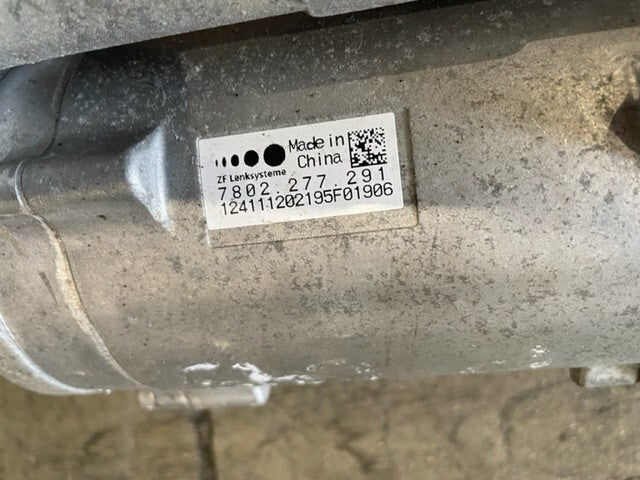 Made in
China
ZF Lenksysteme
7802.277.291
124111202195F01906